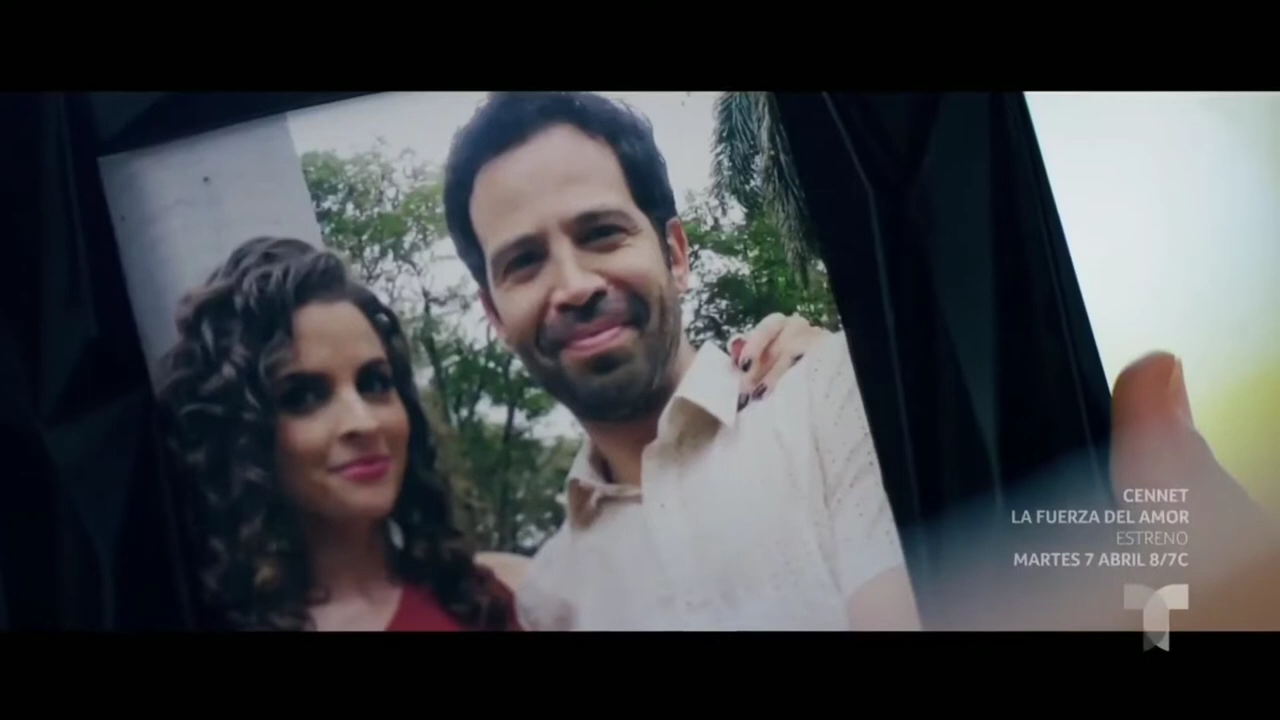 CENNET
LA FUERZA DEL AMOR
ESTRENO
MARTES 7 ABRIL 8/7C